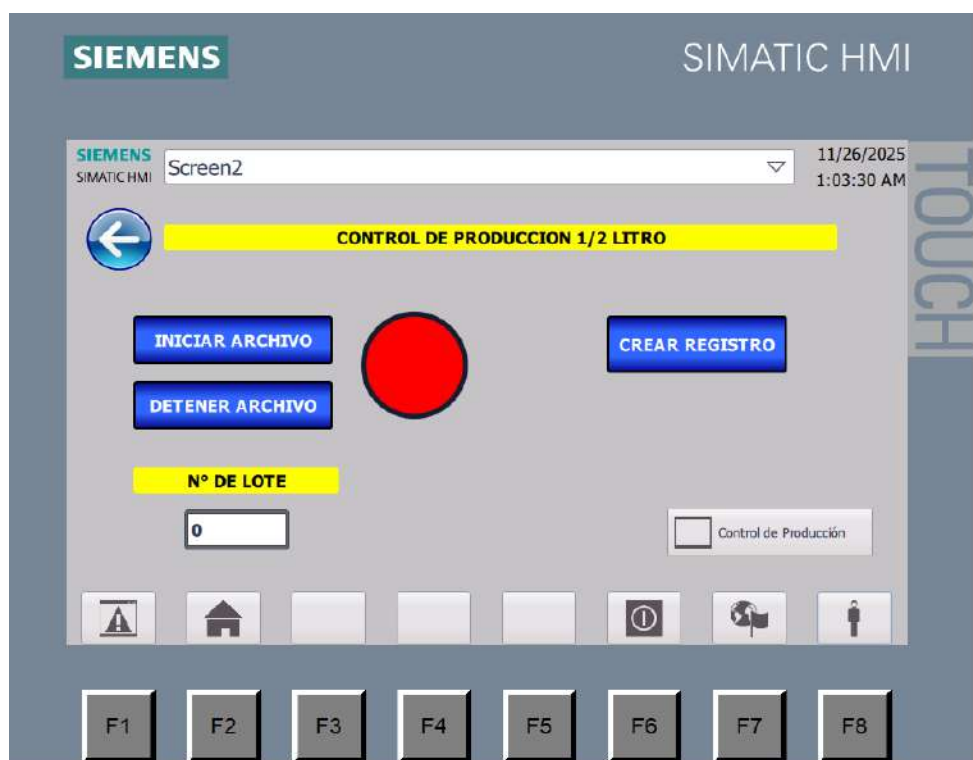 SIEMENS
SIMATIC HMI
TOUCH
SIEMENS
SIMATIC HMI
Screen2
11/26/2025
1:03:30 AM
CONTROL DE PRODUCCION 1/2 LITRO
INICIAR ARCHIVO
CREAR REGISTRO
DETENER ARCHIVO
Nº DE LOTE
0
Control de Producción
F1 F2 F3 F4 F5 F6 F7 F8